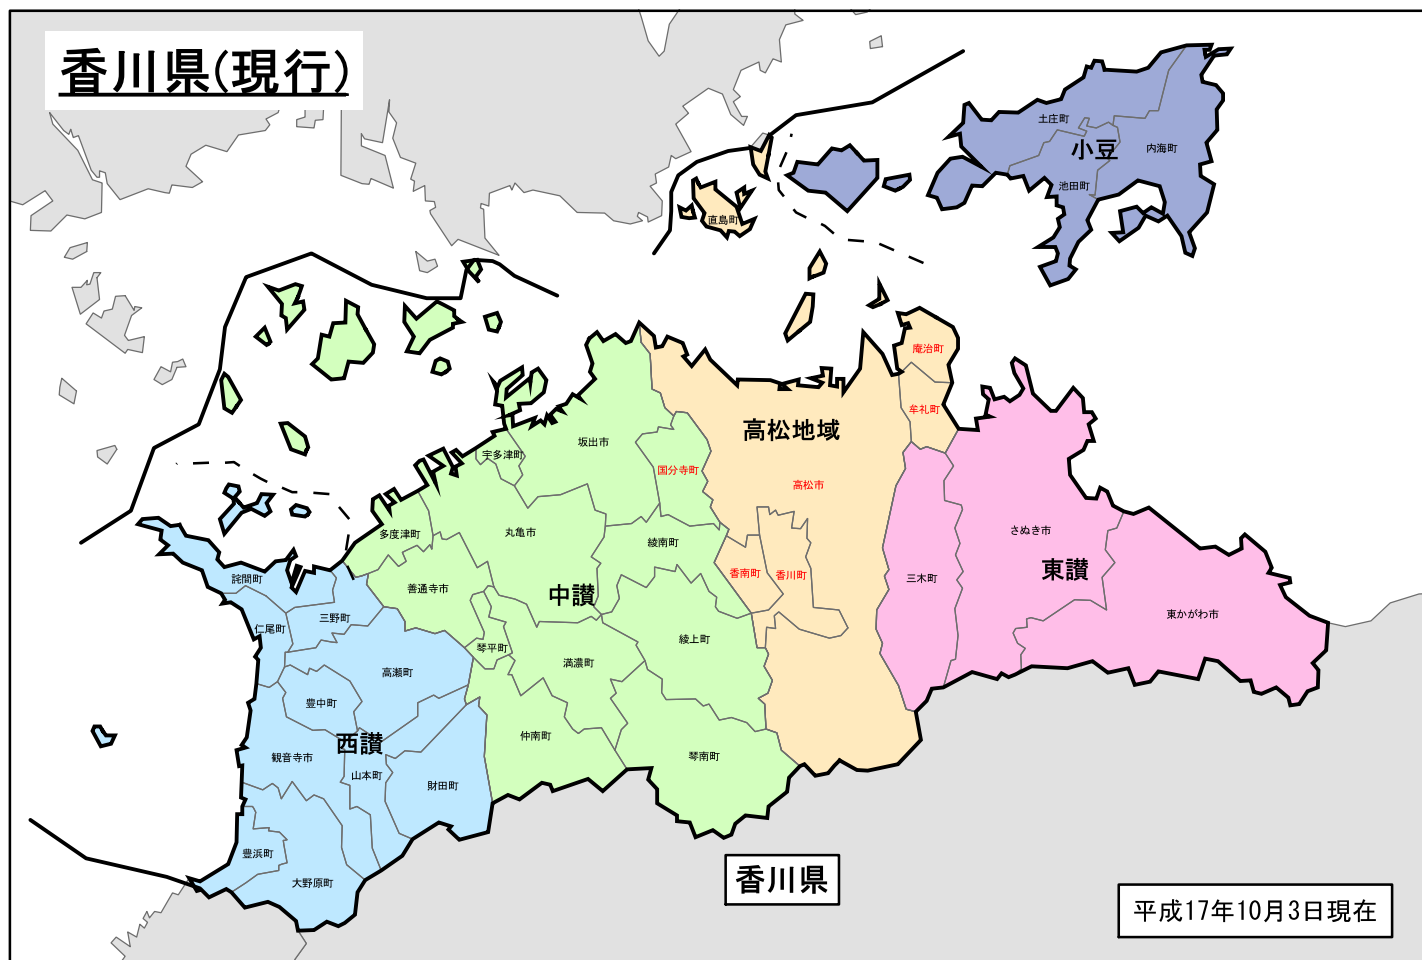 香川県(現行)
土庄町
小豆
内海町
池田町
直島町
庵治町
牟礼町
高松地域
坂出市
宇多津町
国分寺町
高松市
さぬき市
多度津町
丸亀市
綾南町
香南町
香川町
三木町
東讃
詫間町
善通寺市
中讃
三野町
仁尾町
東かがわ市
琴平町
満濃町
綾上町
高瀬町
豊中町
西讃
仲南町
観音寺市
山本町
財田町
琴南町
豊浜町
大野原町
香川県
平成17年10月3日現在